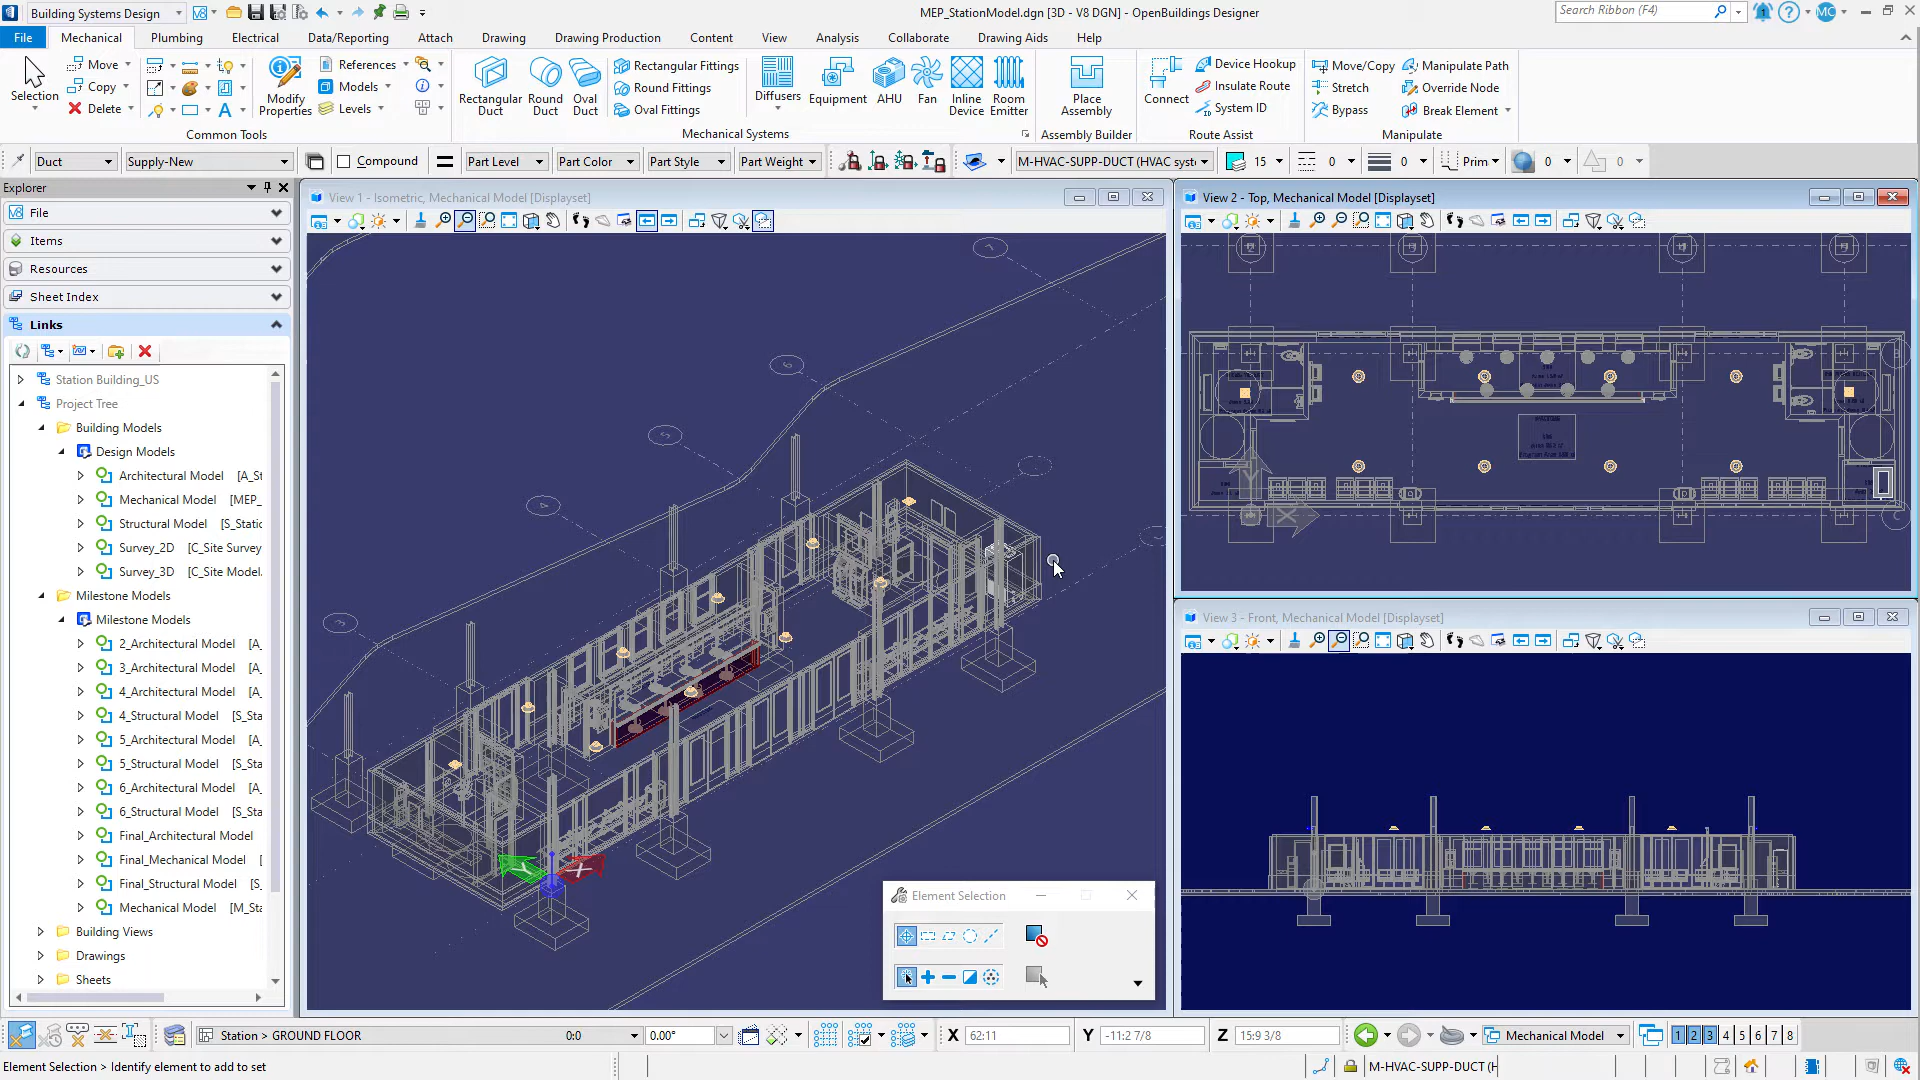 Building Systems Design
MEP_StationModel.dgn [3D - V8 DGN] - OpenBuildings Designer
Search Ribbon (F4)
MC
File
Mechanical
Plumbing
Electrical
Data/Reporting
Attach
Drawing
Drawing Production
Content
View
Analysis
Collaborate
Drawing Aids
Help
Selection
Move
Copy
Delete
Modify Properties
References
Models
Levels
Common Tools
Rectangular Duct
Round Duct
Oval Duct
Rectangular Fittings
Round Fittings
Oval Fittings
Diffusers
Equipment
AHU
Fan
Inline Device
Room Emitter
Mechanical Systems
Place Assembly
Assembly Builder
Connect
Device Hookup
Insulate Route
System ID
Route Assist
Move/Copy
Stretch
Bypass
Manipulate Path
Override Node
Break Element
Manipulate
Duct
Supply-New
Compound
Part Level
Part Color
Part Style
Part Weight
M-HVAC-SUPP-DUCT (HVAC syste
15
0
0
Prim
0
0
Explorer
File
Items
Resources
Sheet Index
Links
Station Building_US
Project Tree
Building Models
Design Models
Architectural Model [A_St
Mechanical Model [MEP_
Structural Model [S_Static
Survey_2D [C_Site Survey
Survey_3D [C_Site Model.
Milestone Models
Milestone Models
2_Architectural Model [A_
3_Architectural Model [A_
4_Architectural Model [A_
4_Structural Model [S_Sta
5_Architectural Model [A_
5_Structural Model [S_Sta
6_Architectural Model [A_
6_Structural Model [S_Sta
Final_Architectural Model
Final_Mechanical Model [
Final_Structural Model [S_
Mechanical Model [M_Sta
Building Views
Drawings
Sheets
View 1 - Isometric, Mechanical Model [Displayset]
3
4
5
6
X
Y
View 2 - Top, Mechanical Model [Displayset]
X
View 3 - Front, Mechanical Model [Displayset]
Element Selection
Station > GROUND FLOOR
0:0
0.00°
X
62:11
Y
-11:2 7/8
Z
15:9 3/8
Mechanical Model
1 2 3 4 5 6 7 8
Element Selection > Identify element to add to set
M-HVAC-SUPP-DUCT (H